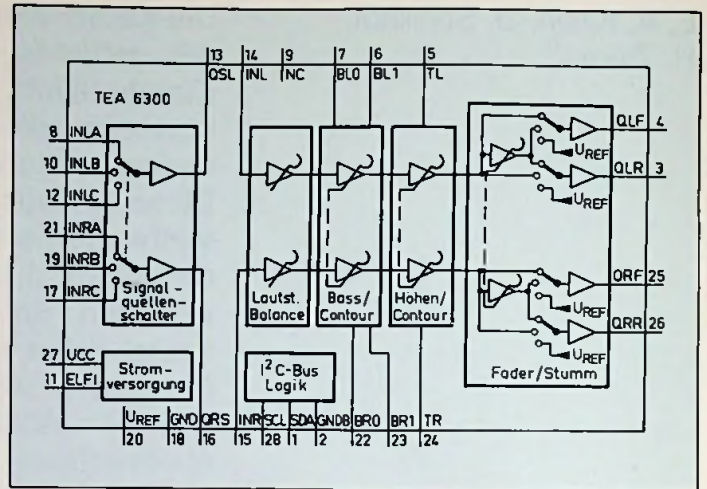 13 14 9 7 6 5
QSL INL NC BL0 BL1 TL
TEA 6300
8 INLA
10 INLB
12 INLC
21 INRA
19 INRB
17 INRC
Signal-
quellen-
schalter
Lautst.
Balance
Bass/
Contour
Höhen/
Contour
QLF 4
UREF
QLR 3
UREF
QRF 25
UREF
QRR 26
UREF
Fader/Stumm
27 UCC
11 ELFI
Strom-
versorgung
I²C-Bus
Logik
UREF GND QRS INR SCL SDA GNDB BR0 BR1 TR
20 18 16 15 28 1 2 22 23 24